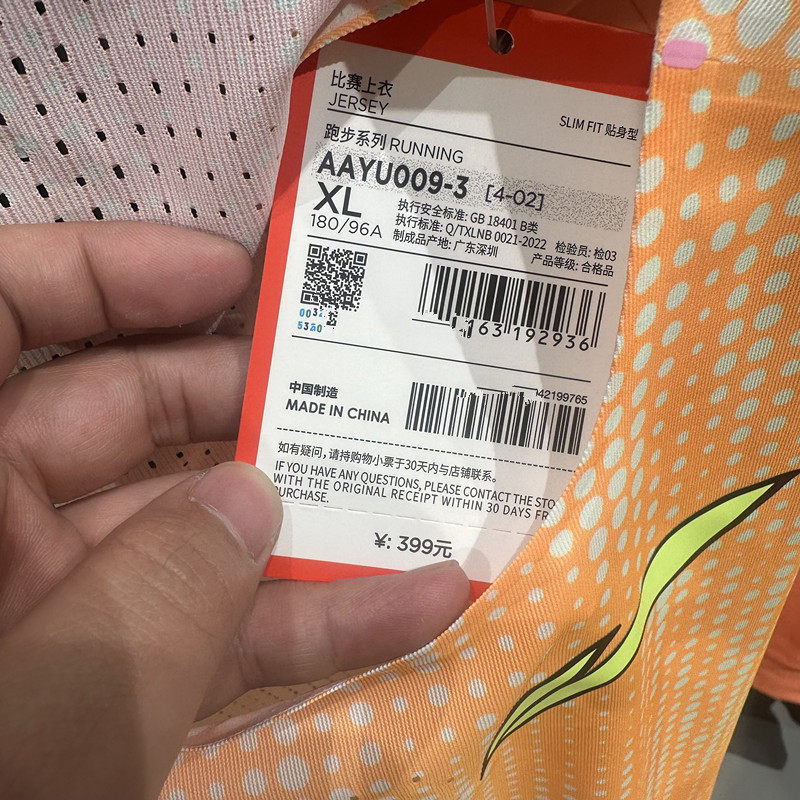 比赛上衣
JERSEY
SLIM FIT 贴身型
跑步系列 RUNNING
AAYU009-3 [4-02]
XL
180/96A
执行安全标准: GB 18401 B类
执行标准: Q/TXLNB 0021-2022 检验员: 检03
制成品产地: 广东深圳 产品等级: 合格品
163 192936
中国制造
MADE IN CHINA
42199765
如有疑问, 请持购物小票于30天内与店铺联系。
IF YOU HAVE ANY QUESTIONS, PLEASE CONTACT THE STO
WITH THE ORIGINAL RECEIPT WITHIN 30 DAYS FR
PURCHASE.
¥: 399元